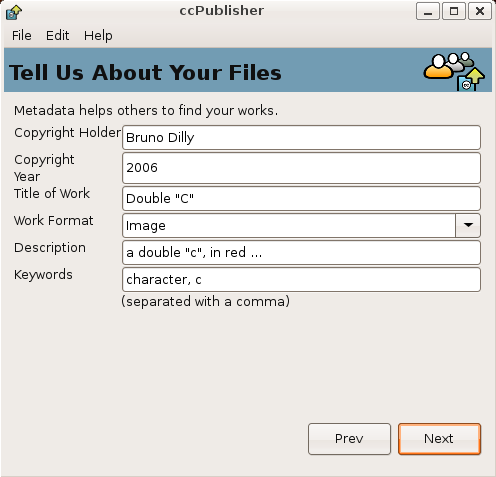 ccPublisher
File Edit Help
Tell Us About Your Files
Metadata helps others to find your works.
Copyright Holder Bruno Dilly
Copyright
Year 2006
Title of Work Double "C"
Work Format Image
Description a double "c", in red ...
Keywords character, c
(separated with a comma)
Prev Next